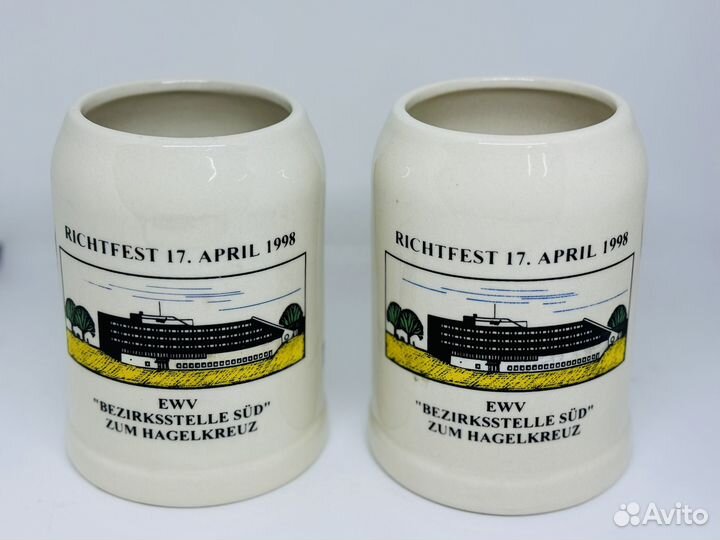 RICHTFEST 17. APRIL 1998
EWV
"BEZIRKSSTELLE SÜD"
ZUM HAGELKREUZ
RICHTFEST 17. APRIL 1998
EWV
"BEZIRKSSTELLE SÜD"
ZUM HAGELKREUZ
Avito